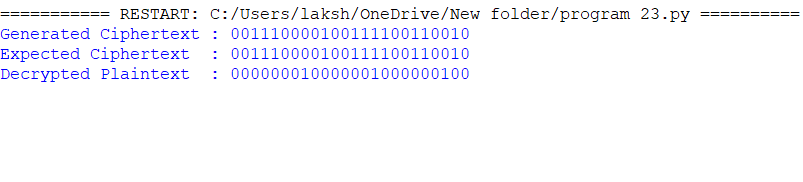 =========== RESTART: C:/Users/laksh/OneDrive/New folder/program 23.py ==========
Generated Ciphertext : 001110000100111100110010
Expected Ciphertext  : 001110000100111100110010
Decrypted Plaintext  : 000000010000001000000100